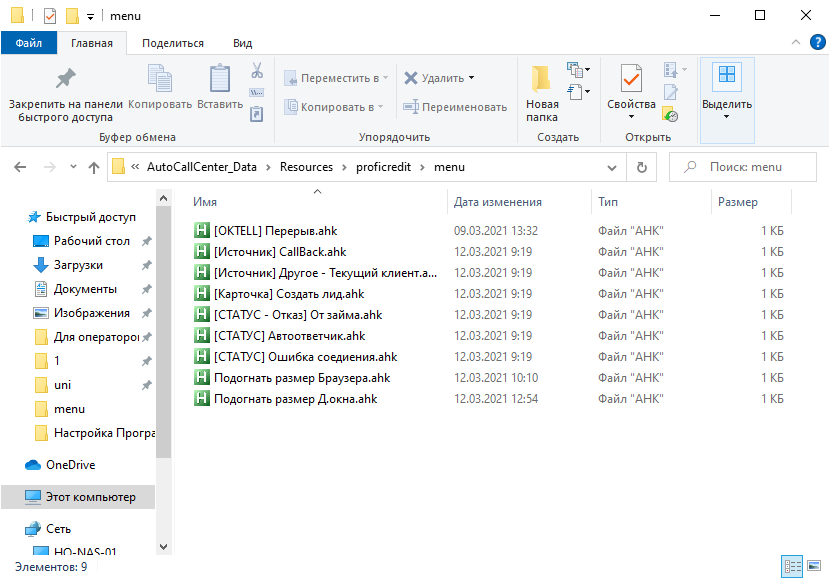 menu
Файл Главная Поделиться Вид
Закрепить на панели быстрого доступа
Копировать
Вставить
Буфер обмена
Переместить в
Копировать в
Удалить
Переименовать
Упорядочить
Новая папка
Создать
Свойства
Открыть
Выделить
« AutoCallCenter_Data › Resources › proficredit › menu
Поиск: menu
Быстрый доступ
Рабочий стол
Загрузки
Документы
Изображения
Для операторо
1
uni
menu
Настройка Програ
OneDrive
Этот компьютер
Сеть
HO-NAS-01
Имя Дата изменения Тип Размер
[OKTELL] Перерыв.ahk 09.03.2021 13:32 Файл "AHK" 1 КБ
[Источник] CallBack.ahk 12.03.2021 9:19 Файл "AHK" 1 КБ
[Источник] Другое - Текущий клиент.a... 12.03.2021 9:19 Файл "AHK" 1 КБ
[Карточка] Создать лид.ahk 12.03.2021 9:19 Файл "AHK" 1 КБ
[СТАТУС - Отказ] От займа.ahk 12.03.2021 9:19 Файл "AHK" 1 КБ
[СТАТУС] Автоответчик.ahk 12.03.2021 9:19 Файл "AHK" 1 КБ
[СТАТУС] Ошибка соедиения.ahk 12.03.2021 9:19 Файл "AHK" 1 КБ
Подогнать размер Браузера.ahk 12.03.2021 10:10 Файл "AHK" 1 КБ
Подогнать размер Д.окна.ahk 12.03.2021 12:54 Файл "AHK" 1 КБ
Элементов: 9